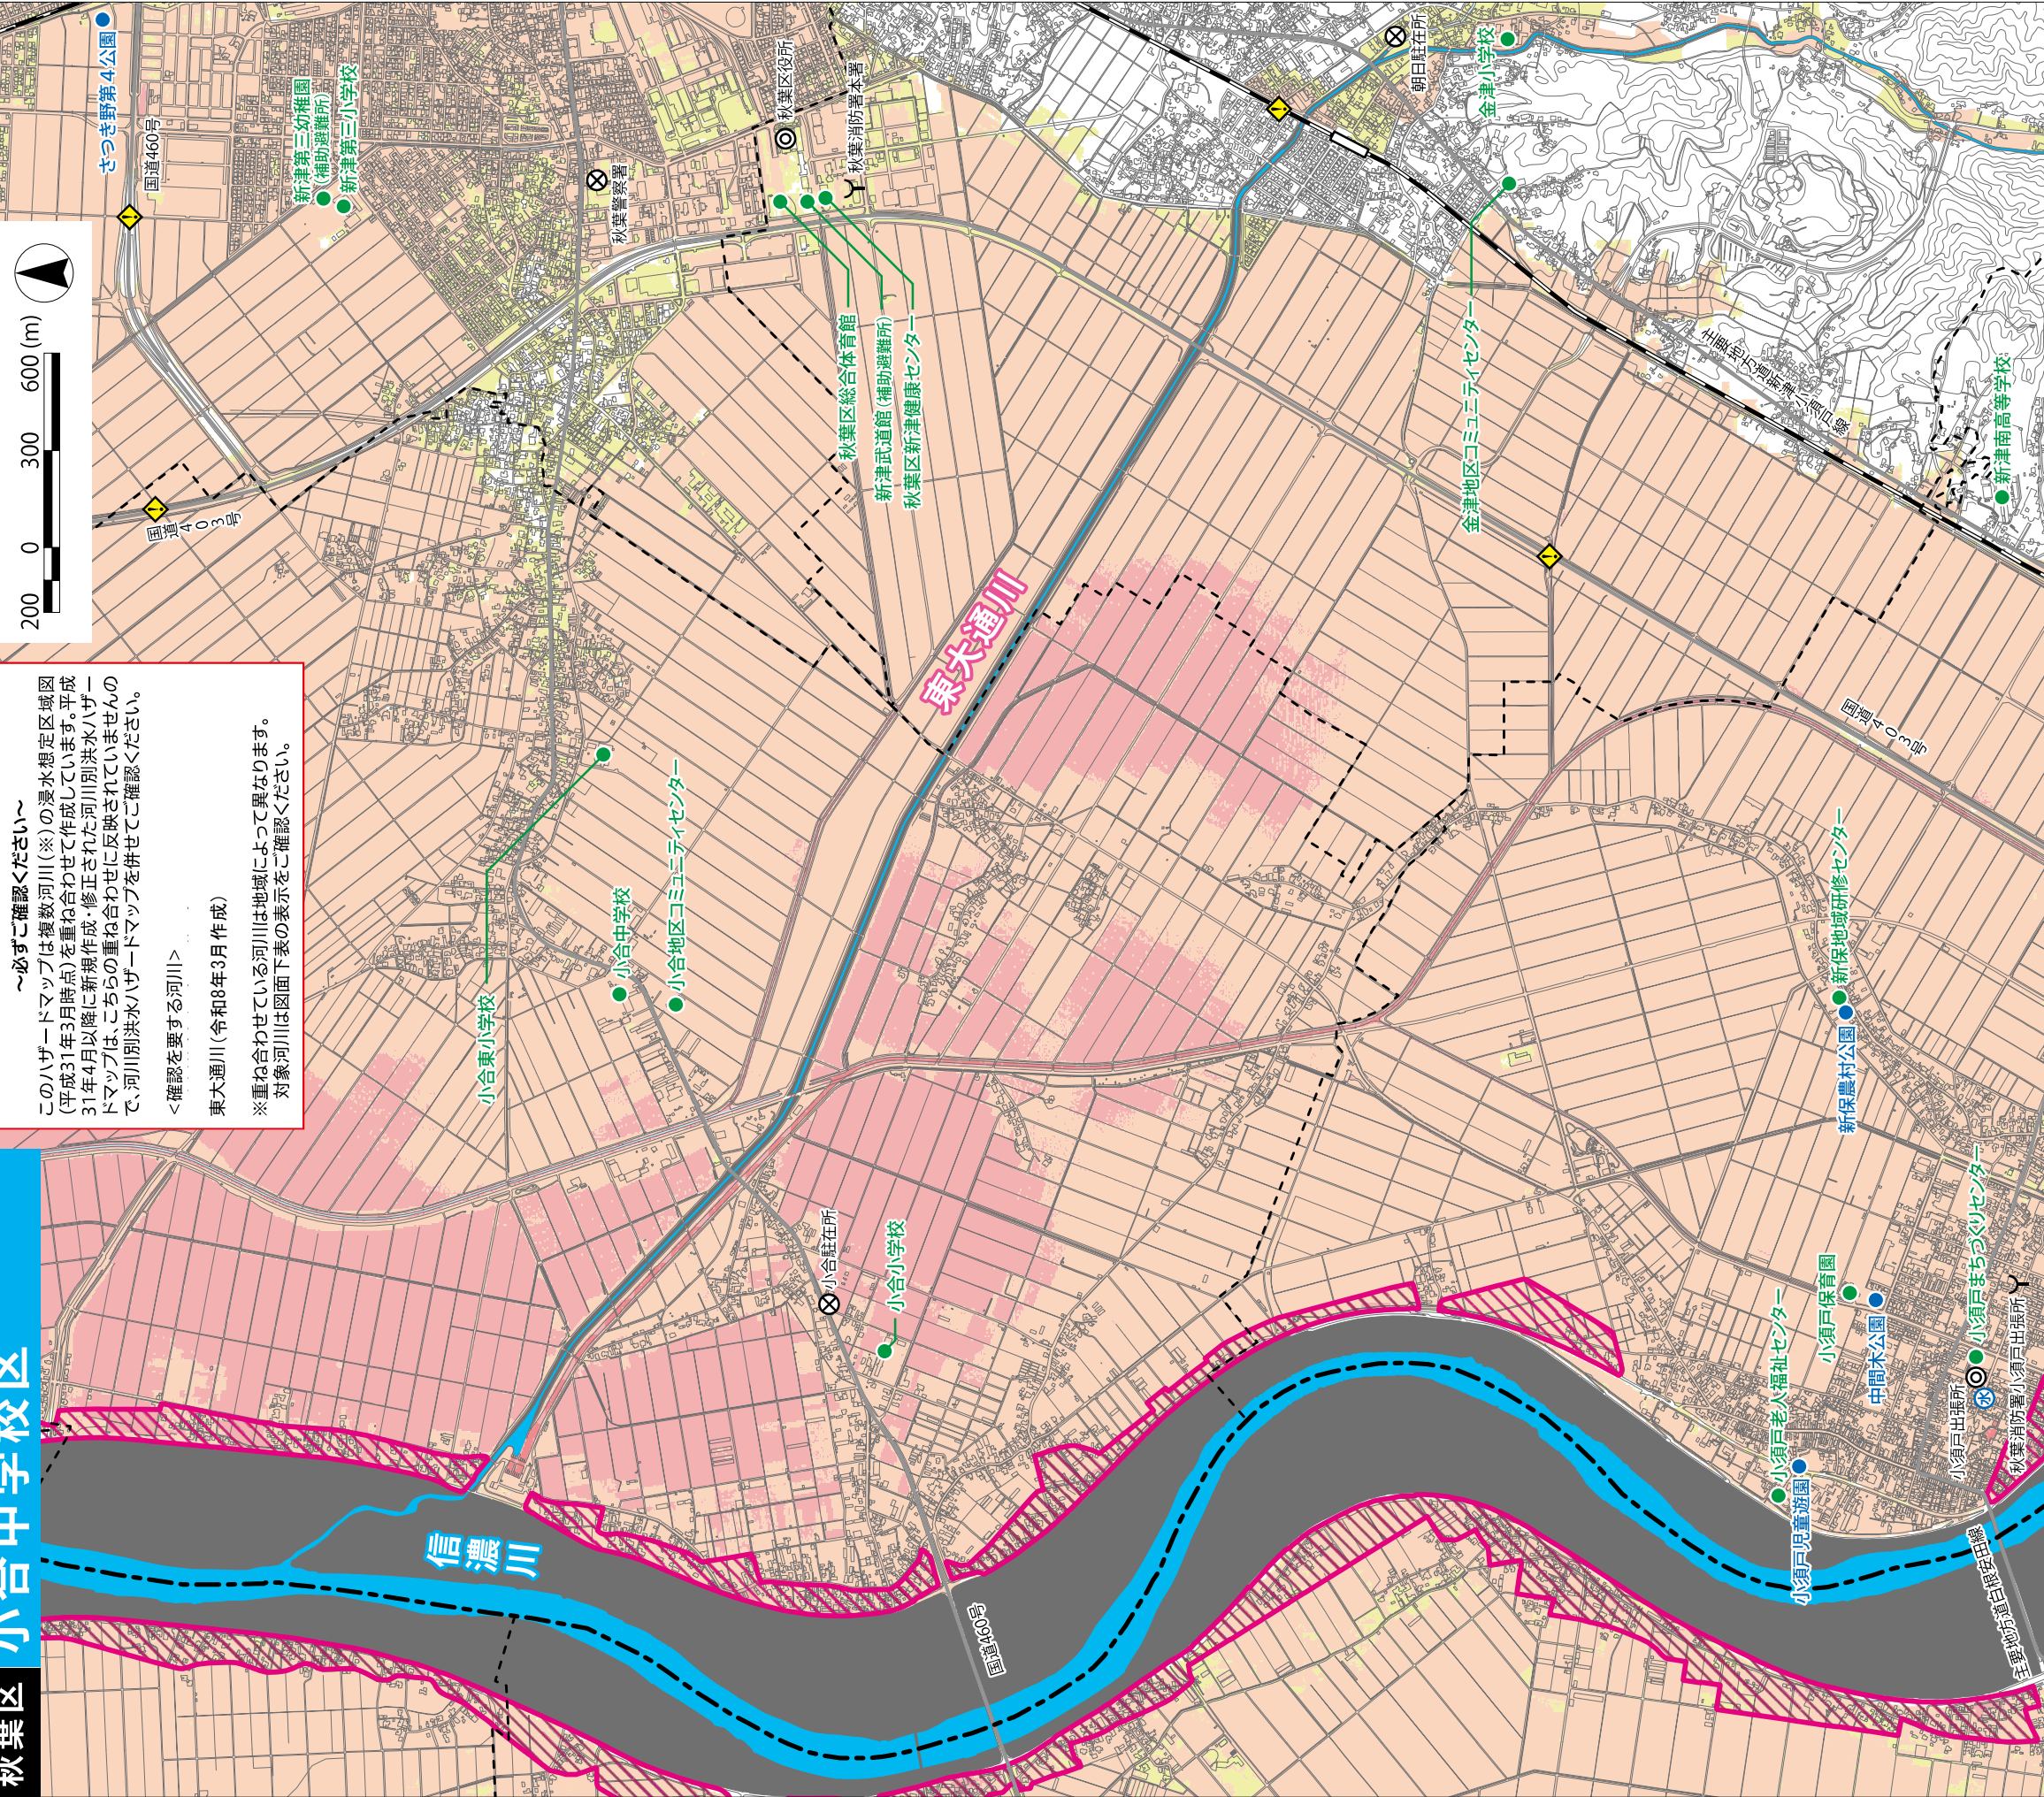 秋葉区
小合中学校区
～必ずご確認ください～
このハザードマップは複数河川(※)の浸水想定区域図
(平成31年3月時点)を重ね合わせて作成しています。平成
31年4月以降に新規作成・修正された河川別洪水ハザー
ドマップは、こちらの重ね合わせに反映されていませんの
で、河川別洪水ハザードマップを併せてご確認ください。
＜確認を要する河川＞
東大通川(令和8年3月作成)
※重ね合わせている河川は地域によって異なります。
対象河川は図面下表の表示をご確認ください。
200 0 300 600 (m)
さつき野第4公園
国道460号
新津第三幼稚園
(補助避難所)
新津第三小学校
国道403号
秋葉警察署
秋葉区役所
秋葉消防署本署
秋葉区総合体育館
新津武道館(補助避難所)
秋葉区新津健康センター
朝日駐在所
金津小学校
金津地区コミュニティセンター
主要地方道新津小須戸線
新津南高等学校
東大通川
小合東小学校
小合中学校
小合地区コミュニティセンター
国道403号
小合駐在所
小合小学校
新保地域研修センター
新保農村公園
小須戸まちづくりセンター
小須戸保育園
中間木公園
小須戸老人福祉センター
小須戸児童遊園
小須戸出張所
水
秋葉消防署小須戸出張所
信濃川
国道460号
主要地方道白根安田線